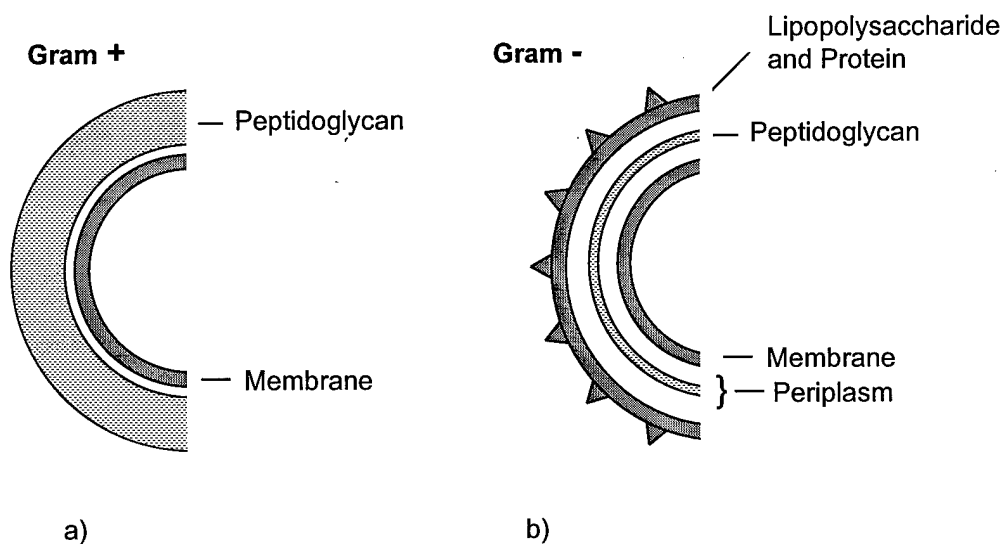 Gram +
Peptidoglycan
Membrane
a)
Gram -
Lipopolysaccharide
and Protein
Peptidoglycan
Membrane
} Periplasm
b)